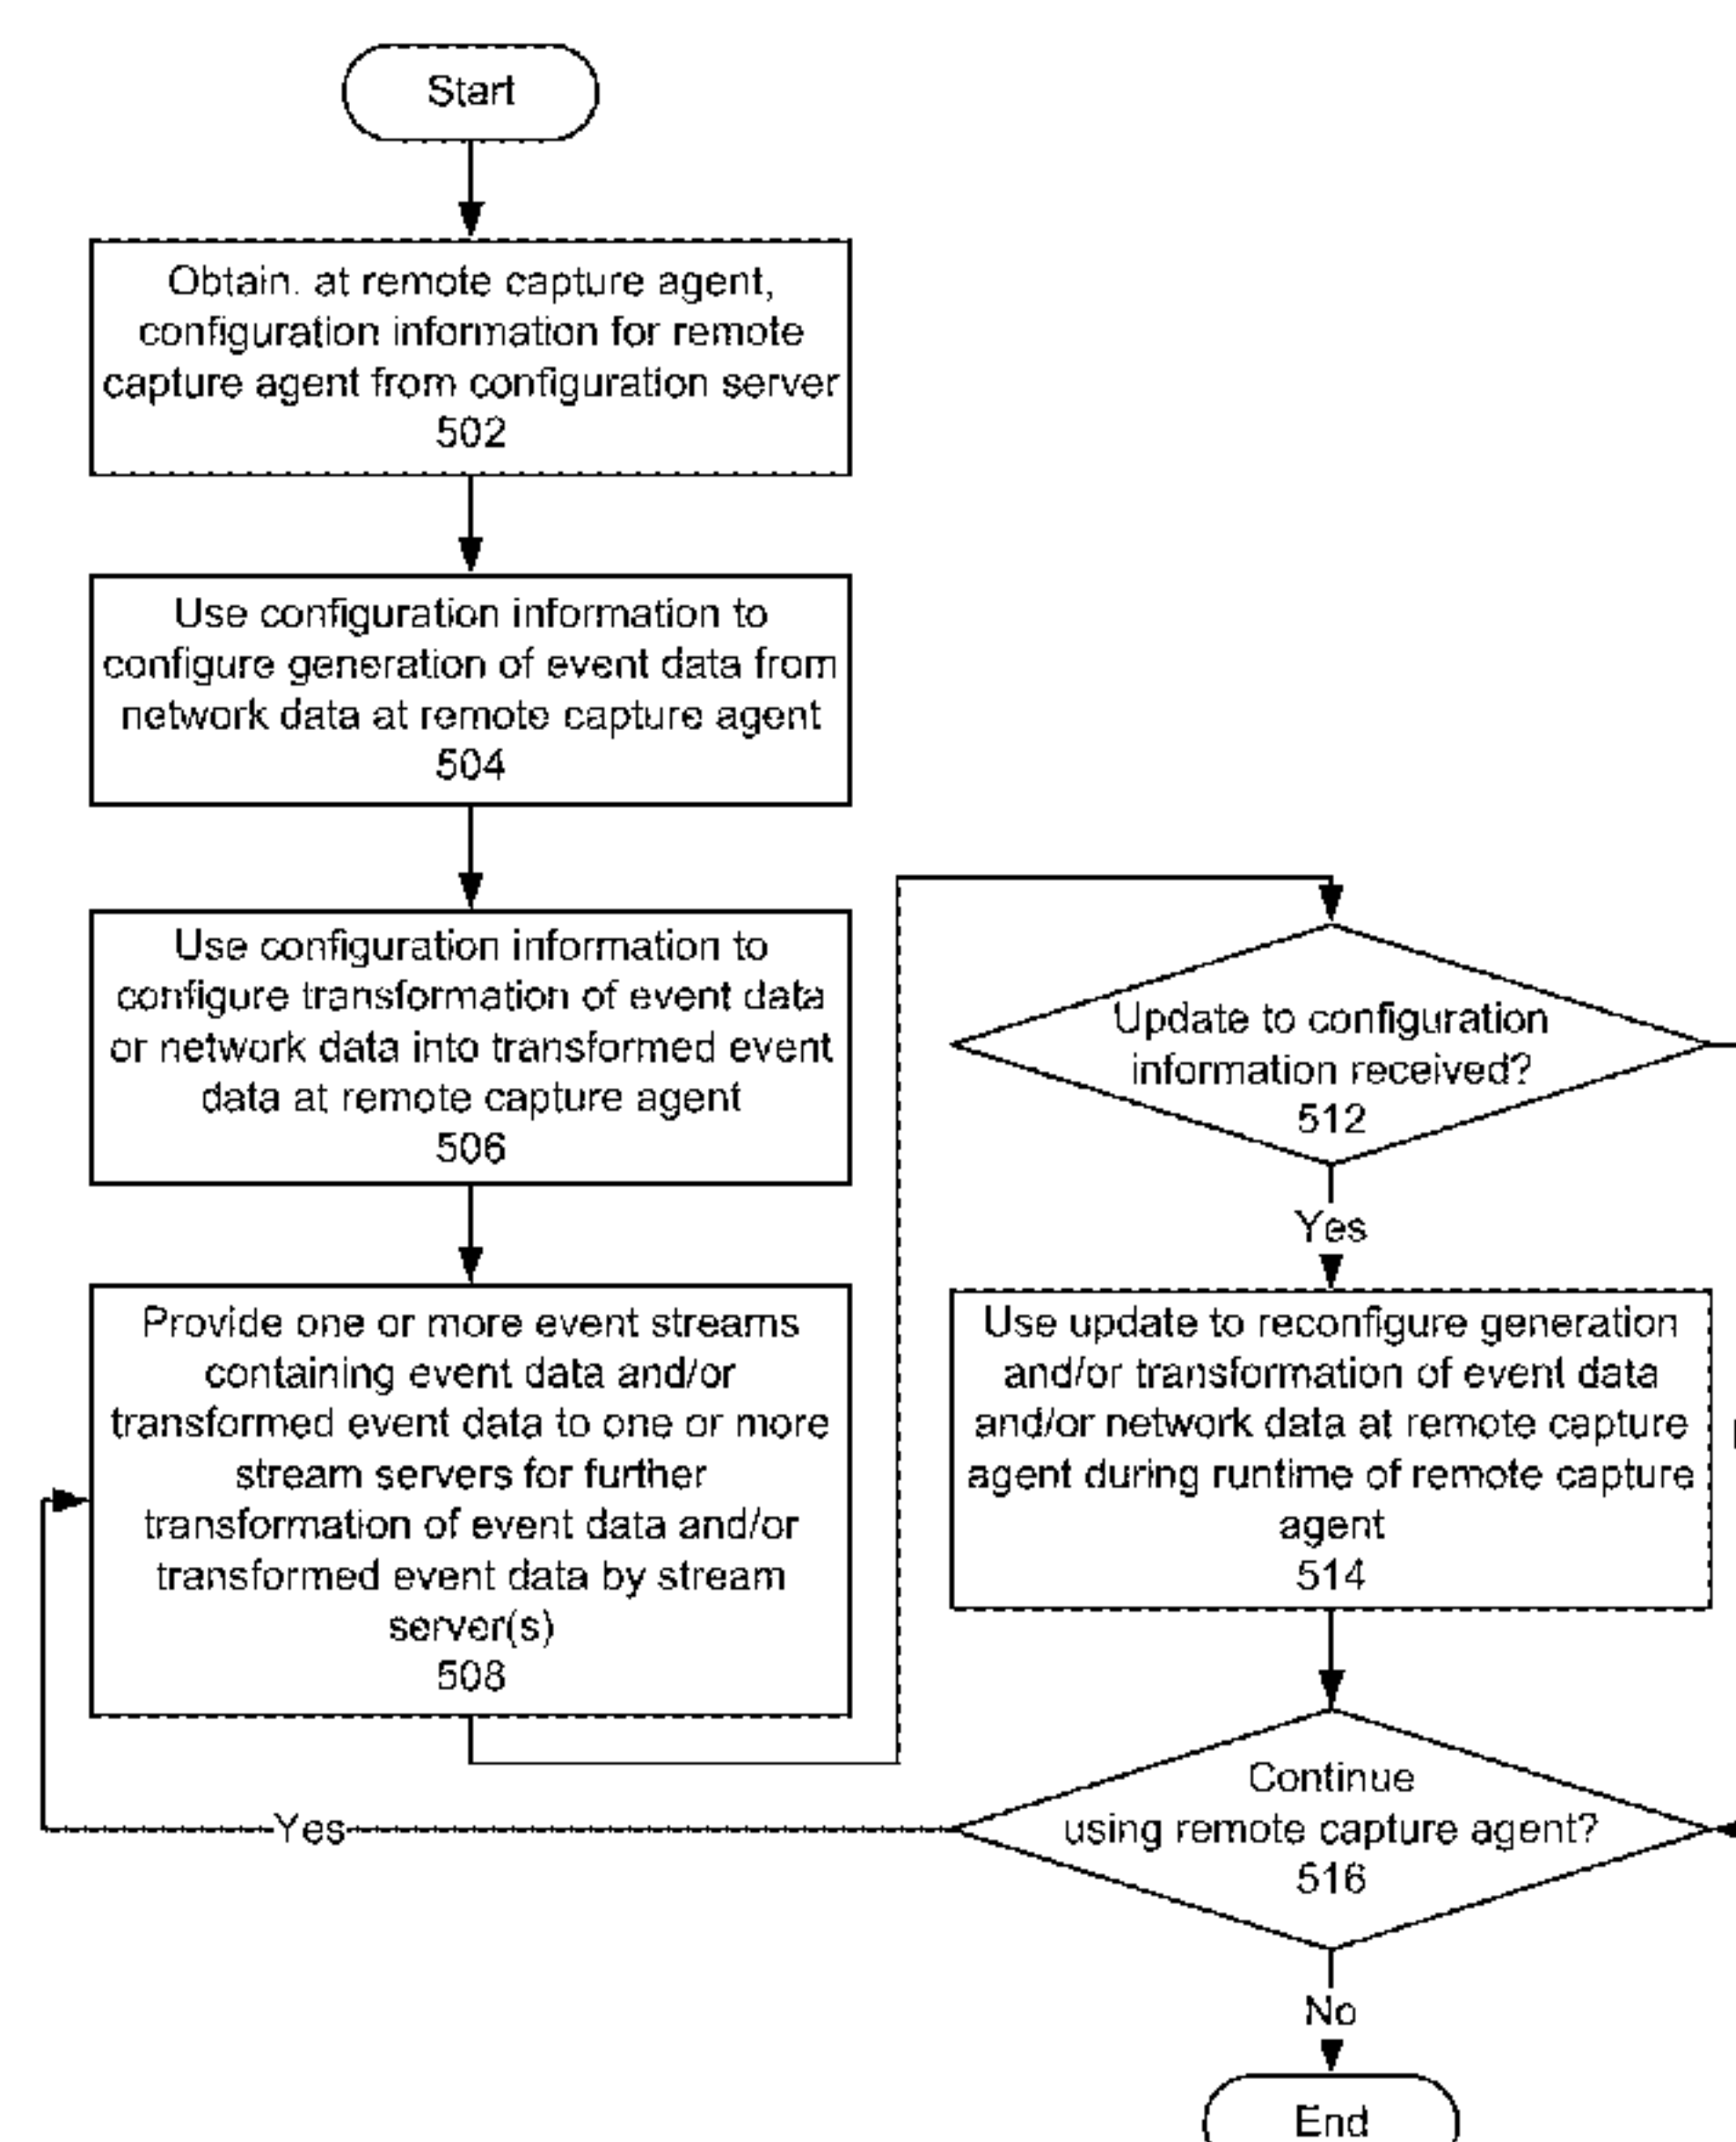 Start
Obtain. at remote capture agent,
configuration information for remote
capture agent from configuration server
502
Use configuration information to
configure generation of event data from
network data at remote capture agent
504
Use configuration information to
configure transformation of event data
or network data into transformed event
data at remote capture agent
506
Provide one or more event streams
containing event data and/or
transformed event data to one or more
stream servers for further
transformation of event data and/or
transformed event data by stream
server(s)
508
Update to configuration
information received?
512
Yes
Use update to reconfigure generation
and/or transformation of event data
and/or network data at remote capture
agent during runtime of remote capture
agent
514
Continue
using remote capture agent?
516
Yes
No
End